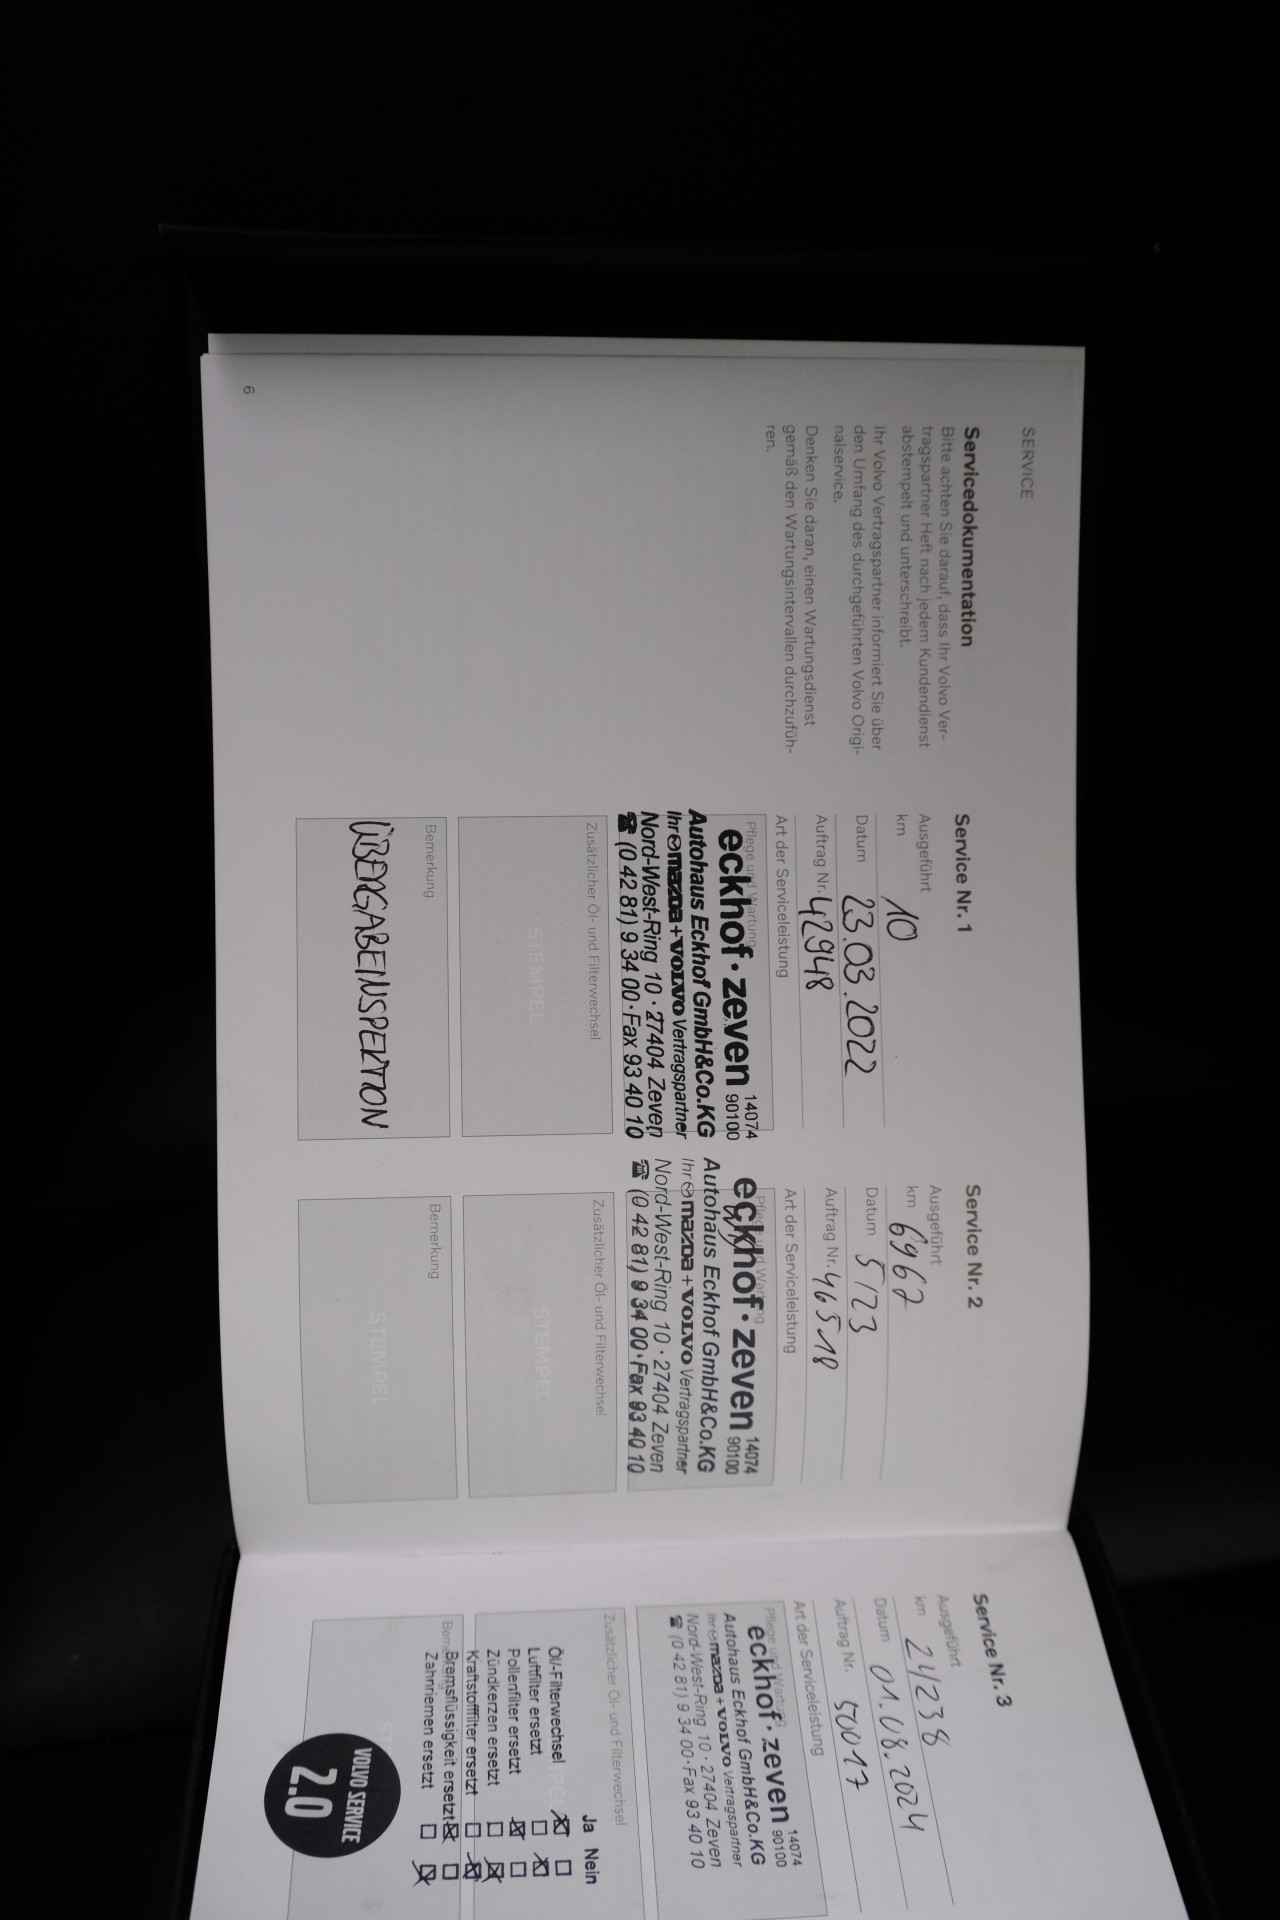 SERVICE
Servicedokumentation
Bitte achten Sie darauf, dass Ihr Volvo Ver-
tragspartner Heft nach jedem Kundendienst
abstempelt und unterschreibt.
Ihr Volvo Vertragspartner informiert Sie über
den Umfang des durchgeführten Volvo Origi-
nalservice.
Denken Sie daran, einen Wartungsdienst
gemäß den Wartungsintervallen durchzufüh-
ren.
6
Service Nr. 1
Ausgeführt
km 10
Datum 23.03.2022
Auftrag Nr. 42948
Art der Serviceleistung
Pflege und Wartung
eckhof · zeven 14074 90100
Autohaus Eckhof GmbH&Co.KG
Ihr mazda + VOLVO Vertragspartner
Nord-West-Ring 10 · 27404 Zeven
☎ (0 42 81) 9 34 00 · Fax 93 40 10
Zusätzlicher Öl- und Filterwechsel
STEMPEL
Bemerkung
ÜBERGABEINSPEKTION
Service Nr. 2
Ausgeführt
km 6962
Datum 5/23
Auftrag Nr. 46518
Art der Serviceleistung
Pflege und Wartung
eckhof · zeven 14074 90100
Autohaus Eckhof GmbH&Co.KG
Ihr mazda + VOLVO Vertragspartner
Nord-West-Ring 10 · 27404 Zeven
☎ (0 42 81) 9 34 00 · Fax 93 40 10
Zusätzlicher Öl- und Filterwechsel
STEMPEL
Bemerkung
STEMPEL
Service Nr. 3
Ausgeführt
km 21238
Datum 01.08.2024
Auftrag Nr. 50017
Art der Serviceleistung
Pflege und Wartung
eckhof · zeven 14074 90100
Autohaus Eckhof GmbH&Co.KG
Ihr mazda + VOLVO Vertragspartner
Nord-West-Ring 10 · 27404 Zeven
☎ (0 42 81) 9 34 00 · Fax 93 40 10
Zusätzlicher Öl- und Filterwechsel
Ja Nein
Öl-/Filterwechsel ☒ ☐
Luftfilter ersetzt ☐ ☒
Pollenfilter ersetzt ☒ ☐
Zündkerzen ersetzt ☐ ☒
Kraftstofffilter ersetzt ☐ ☒
Bremsflüssigkeit ersetzt ☒ ☐
Zahnriemen ersetzt ☐ ☒
VOLVO SERVICE
2.0